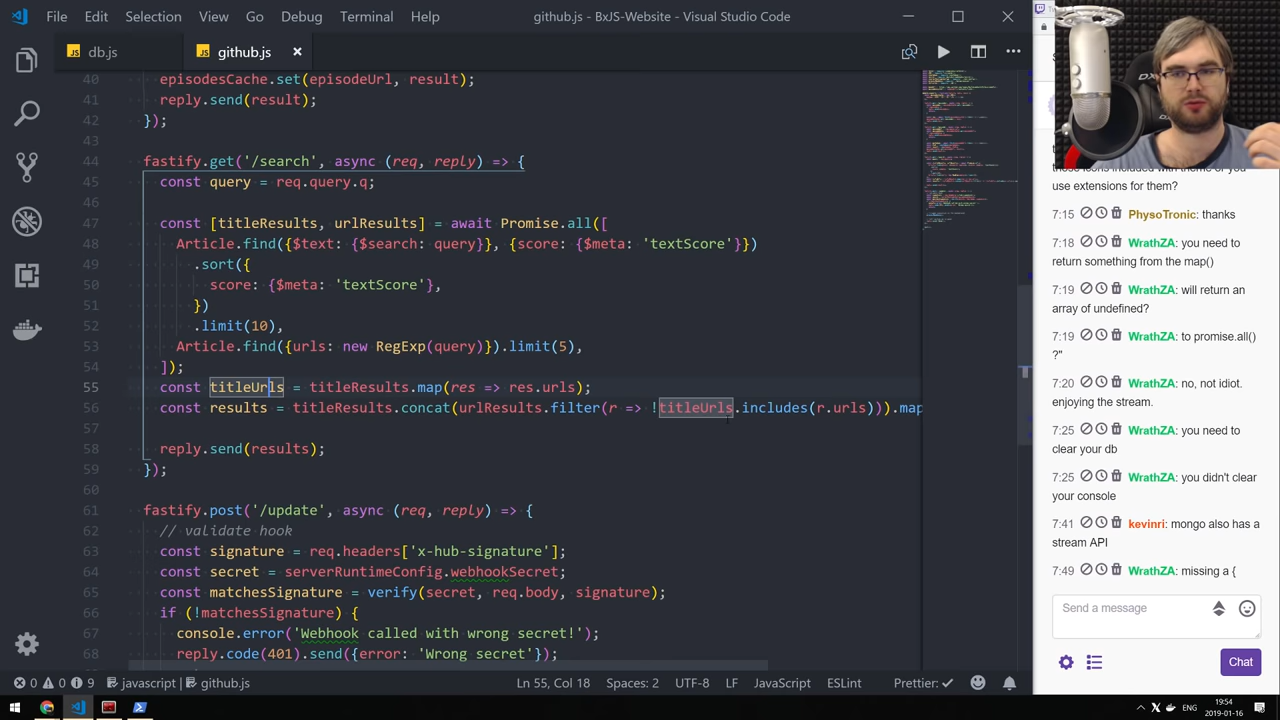 File Edit Selection View Go Debug Terminal Help github.js - BxJS-Website - Visual Studio Code
JS db.js JS github.js ×
40 episodesCache.set(episodeUrl, result);
41 reply.send(result);
42 });
43
44 fastify.get('/search', async (req, reply) => {
45 const query = req.query.q;
46
47 const [titleResults, urlResults] = await Promise.all([
48 Article.find({$text: {$search: query}}, {score: {$meta: 'textScore'}})
49 .sort({
50 score: {$meta: 'textScore'},
51 })
52 .limit(10),
53 Article.find({urls: new RegExp(query)}).limit(5),
54 ]);
55 const titleUrls = titleResults.map(res => res.urls);
56 const results = titleResults.concat(urlResults.filter(r => !titleUrls.includes(r.urls))).map
57
58 reply.send(results);
59 });
60
61 fastify.post('/update', async (req, reply) => {
62 // validate hook
63 const signature = req.headers['x-hub-signature'];
64 const secret = serverRuntimeConfig.webhookSecret;
65 const matchesSignature = verify(secret, req.body, signature);
66 if (!matchesSignature) {
67 console.error('Webhook called with wrong secret!');
68 reply.code(401).send({error: 'Wrong secret'});
0 0 9 javascript github.js Ln 55, Col 18 Spaces: 2 UTF-8 LF JavaScript ESLint Prettier: ✓
use extensions for them?
7:15 PhysoTronic: thanks
7:18 WrathZA: you need to
return something from the map()
7:19 WrathZA: will return an
array of undefined?
7:19 WrathZA: to promise.all()
?"
7:20 WrathZA: no, not idiot.
enjoying the stream.
7:25 WrathZA: you need to
clear your db
7:25 WrathZA: you didn't clear
your console
7:41 kevinri: mongo also has a
stream API
7:49 WrathZA: missing a {
Send a message
Chat
ENG 19:54
2019-01-16